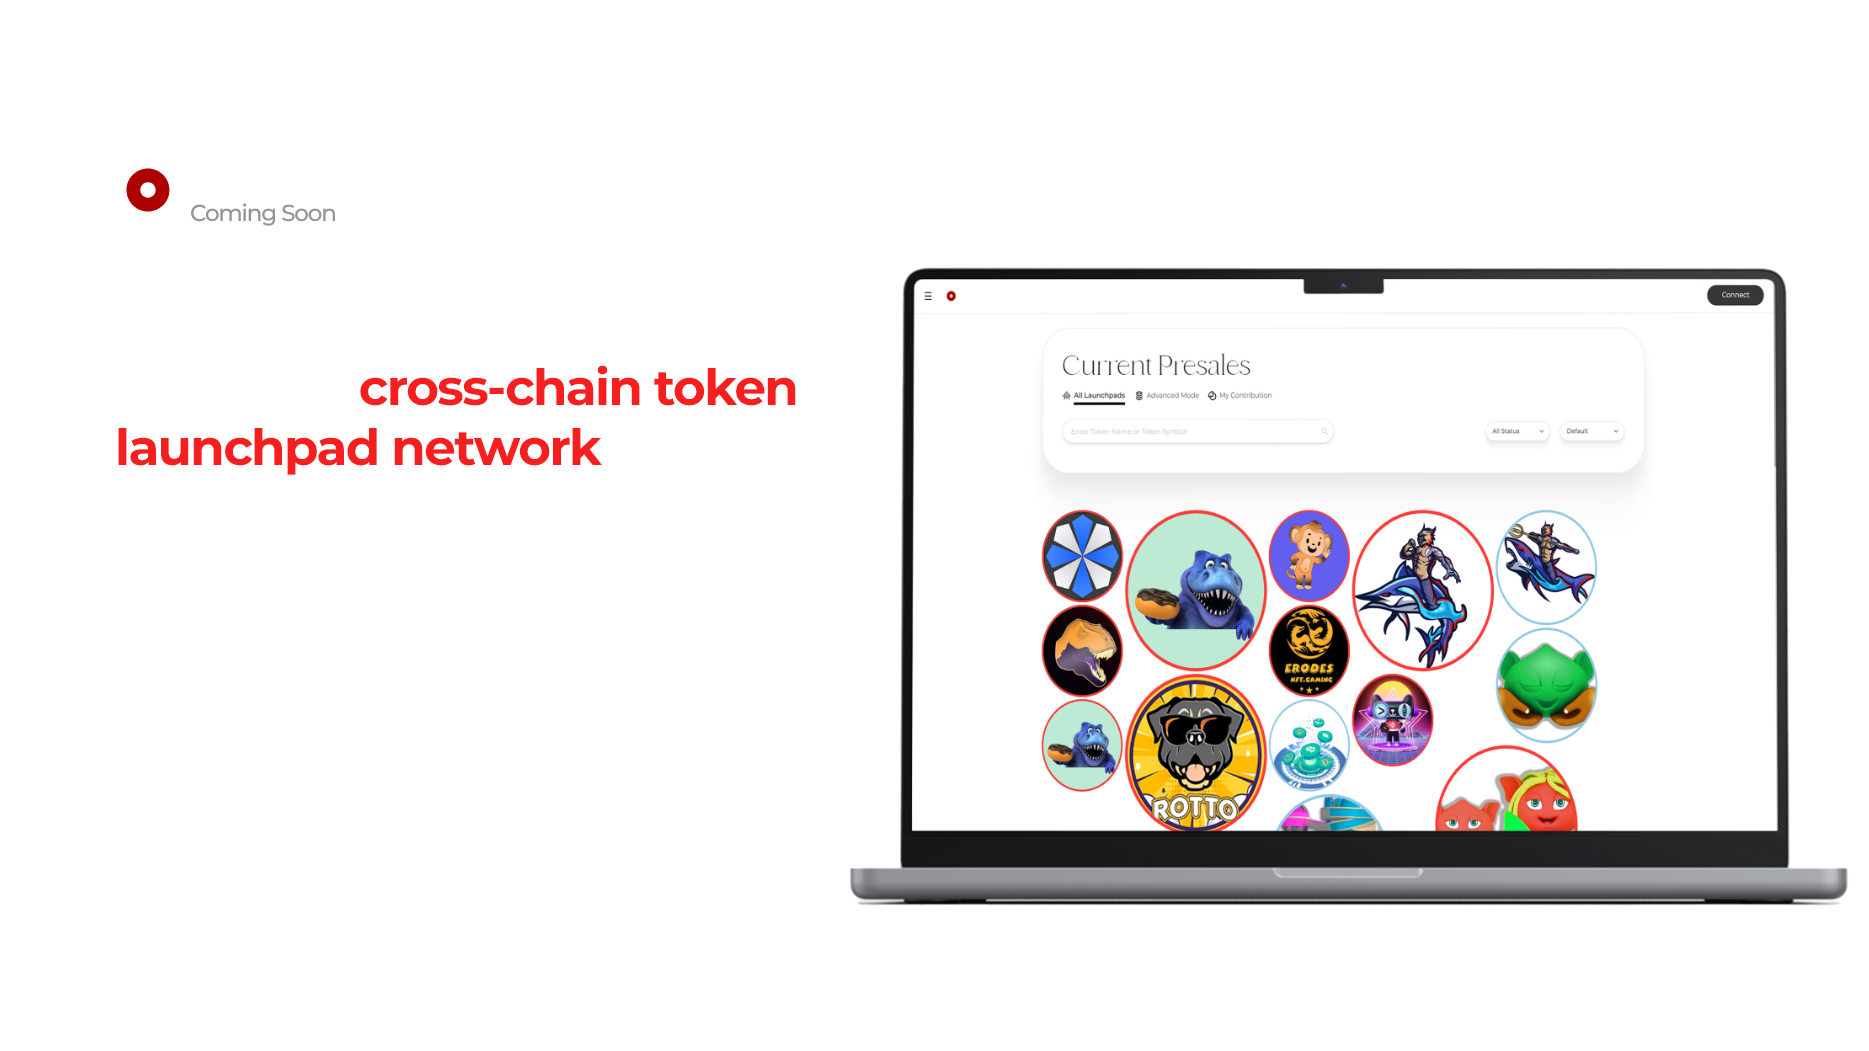 Coming Soon
cross-chain token
launchpad network
Connect
Current Presales
All Launchpads
Advanced Mode
My Contribution
Enter Token Name or Token Symbol
All Status
Default
ERODES
NFT.GAMING
ROTTO